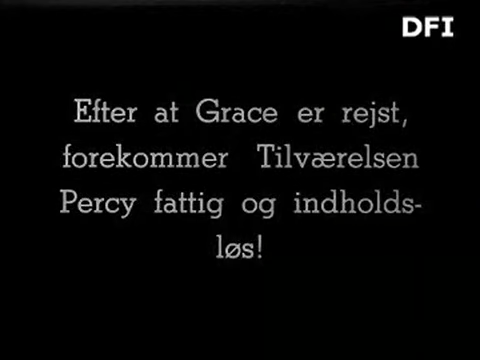 DFI
Efter at Grace er rejst,
forekommer Tilværelsen
Percy fattig og indholds-
løs!